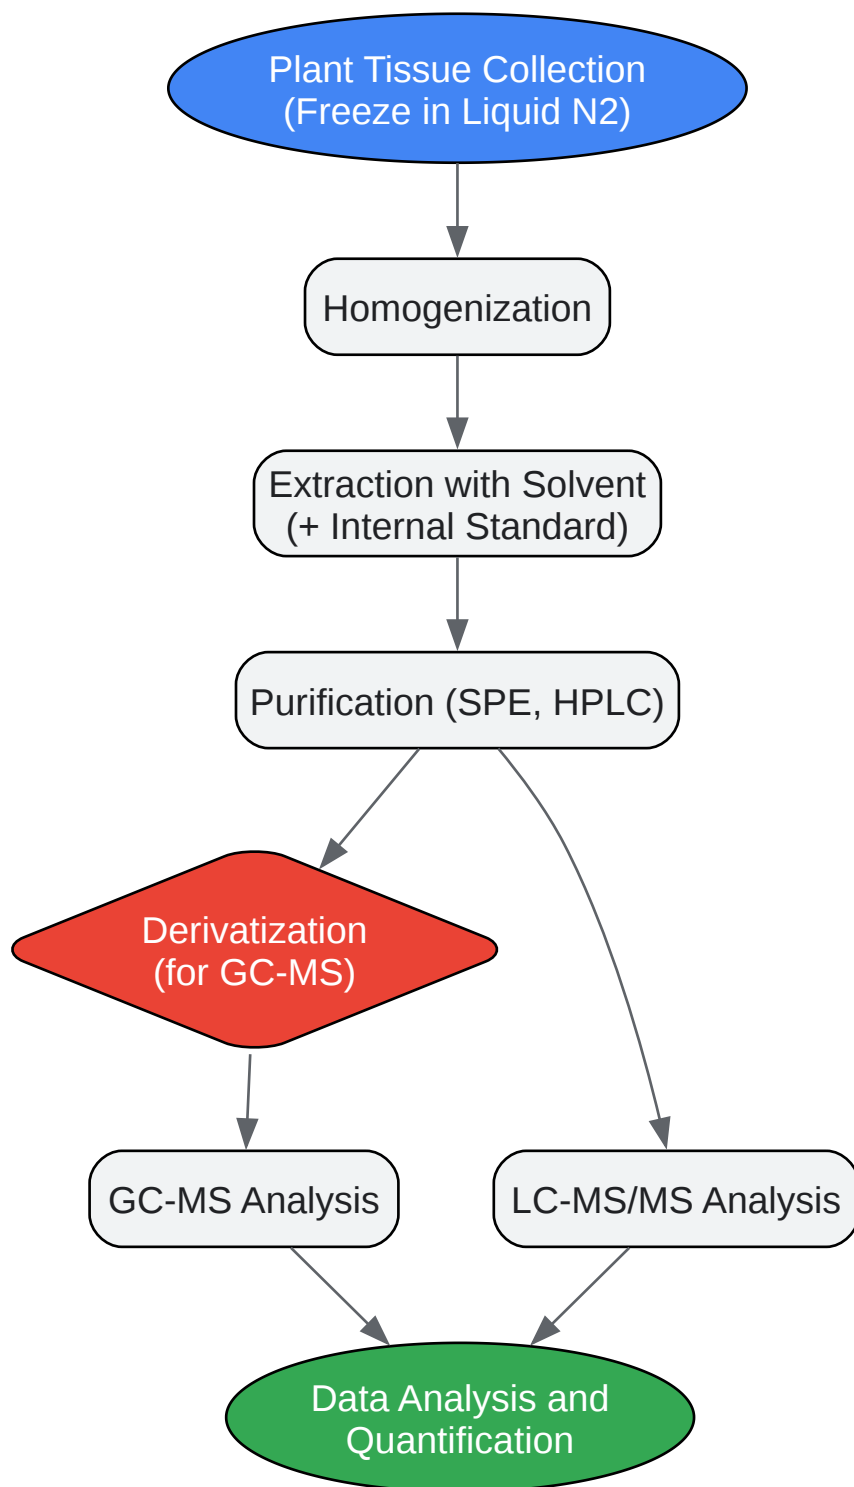 Plant Tissue Collection
(Freeze in Liquid N2)
Homogenization
Extraction with Solvent
(+ Internal Standard)
Purification (SPE, HPLC)
Derivatization
(for GC-MS)
GC-MS Analysis
LC-MS/MS Analysis
Data Analysis and
Quantification